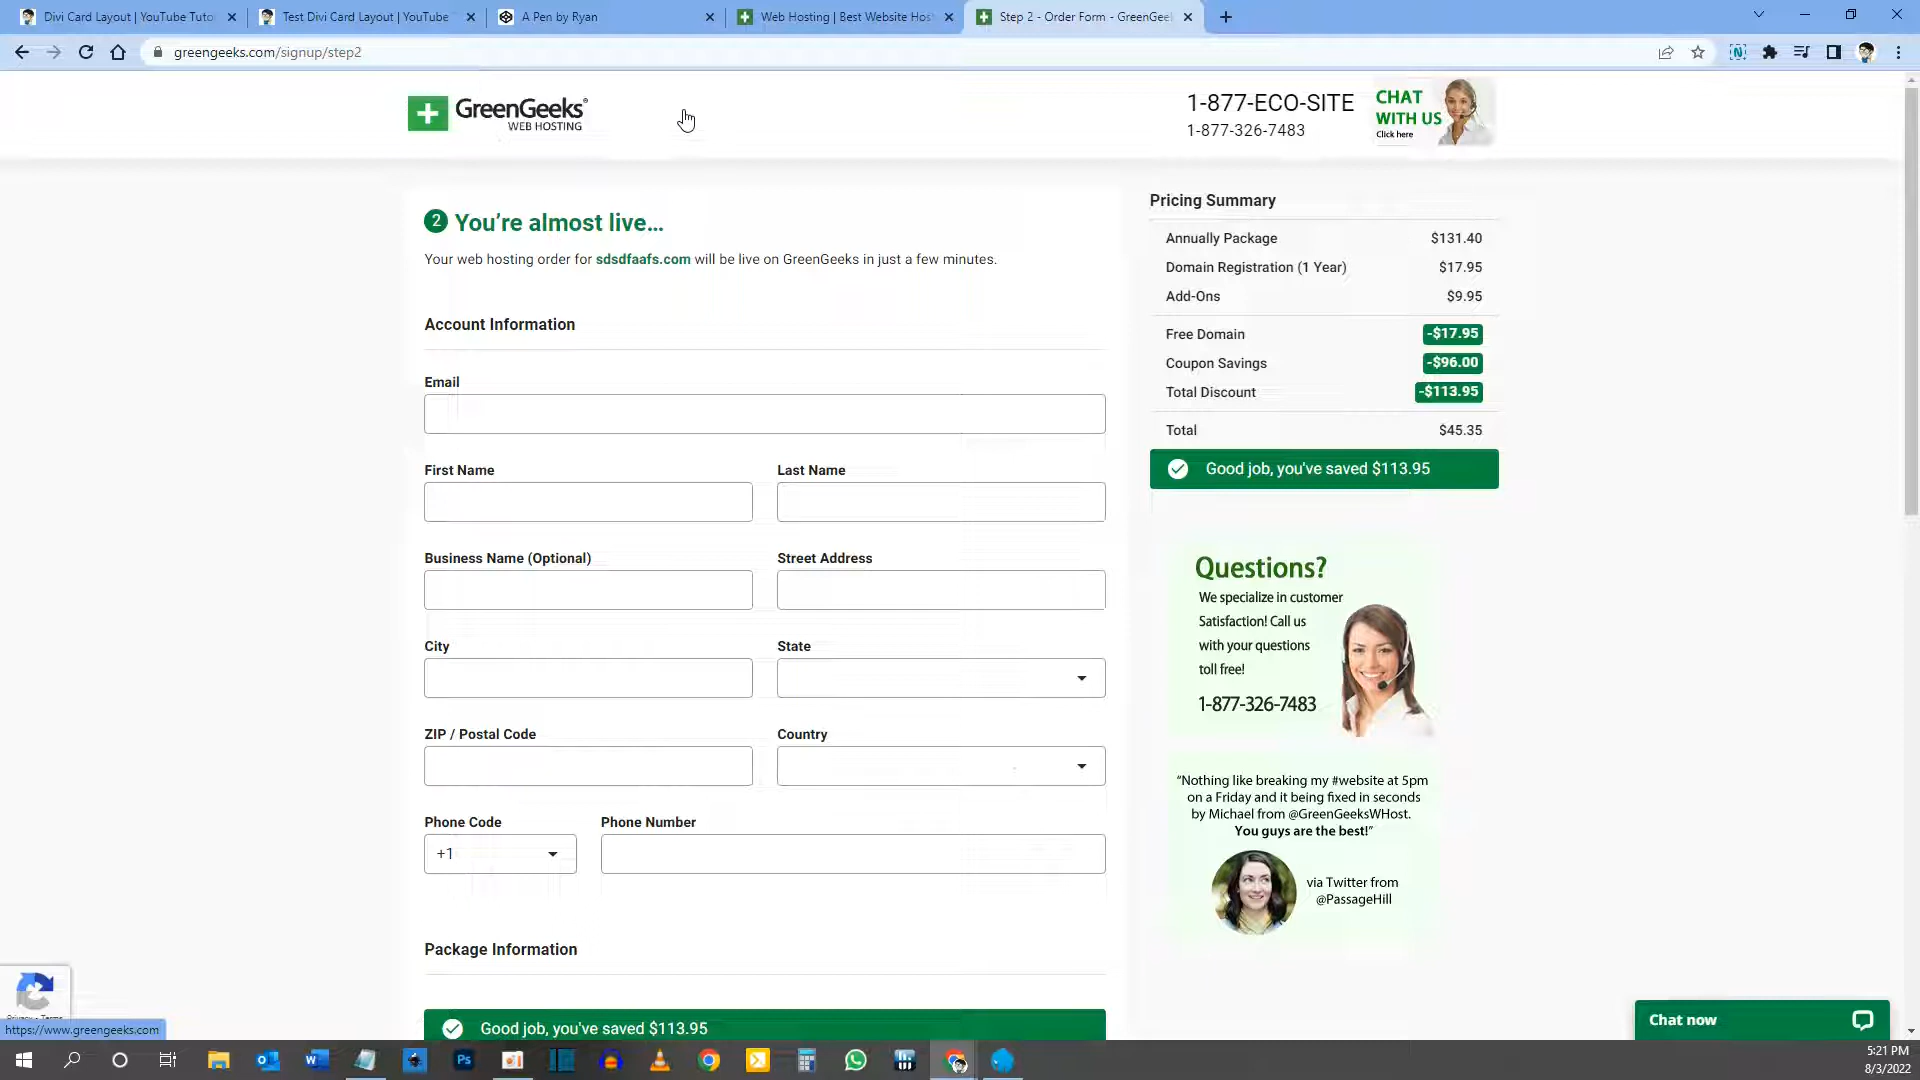 Divi Card Layout | YouTube Tuto
Test Divi Card Layout | YouTube
A Pen by Ryan
Web Hosting | Best Website Hos
Step 2 - Order Form - GreenGee
greengeeks.com/signup/step2
GreenGeeks®
WEB HOSTING
1-877-ECO-SITE
1-877-326-7483
CHAT
WITH US
Click here
2 You're almost live...
Your web hosting order for sdsdfaafs.com will be live on GreenGeeks in just a few minutes.
Account Information
Email
First Name
Last Name
Business Name (Optional)
Street Address
City
State
ZIP / Postal Code
Country
Phone Code
Phone Number
+1
Package Information
Good job, you've saved $113.95
Pricing Summary
Annually Package $131.40
Domain Registration (1 Year) $17.95
Add-Ons $9.95
Free Domain -$17.95
Coupon Savings -$96.00
Total Discount -$113.95
Total $45.35
Good job, you've saved $113.95
Questions?
We specialize in customer
Satisfaction! Call us
with your questions
toll free!
1-877-326-7483
"Nothing like breaking my #website at 5pm
on a Friday and it being fixed in seconds
by Michael from @GreenGeeksWHost.
You guys are the best!"
via Twitter from
@PassageHill
Chat now
https://www.greengeeks.com
5:21 PM
8/3/2022